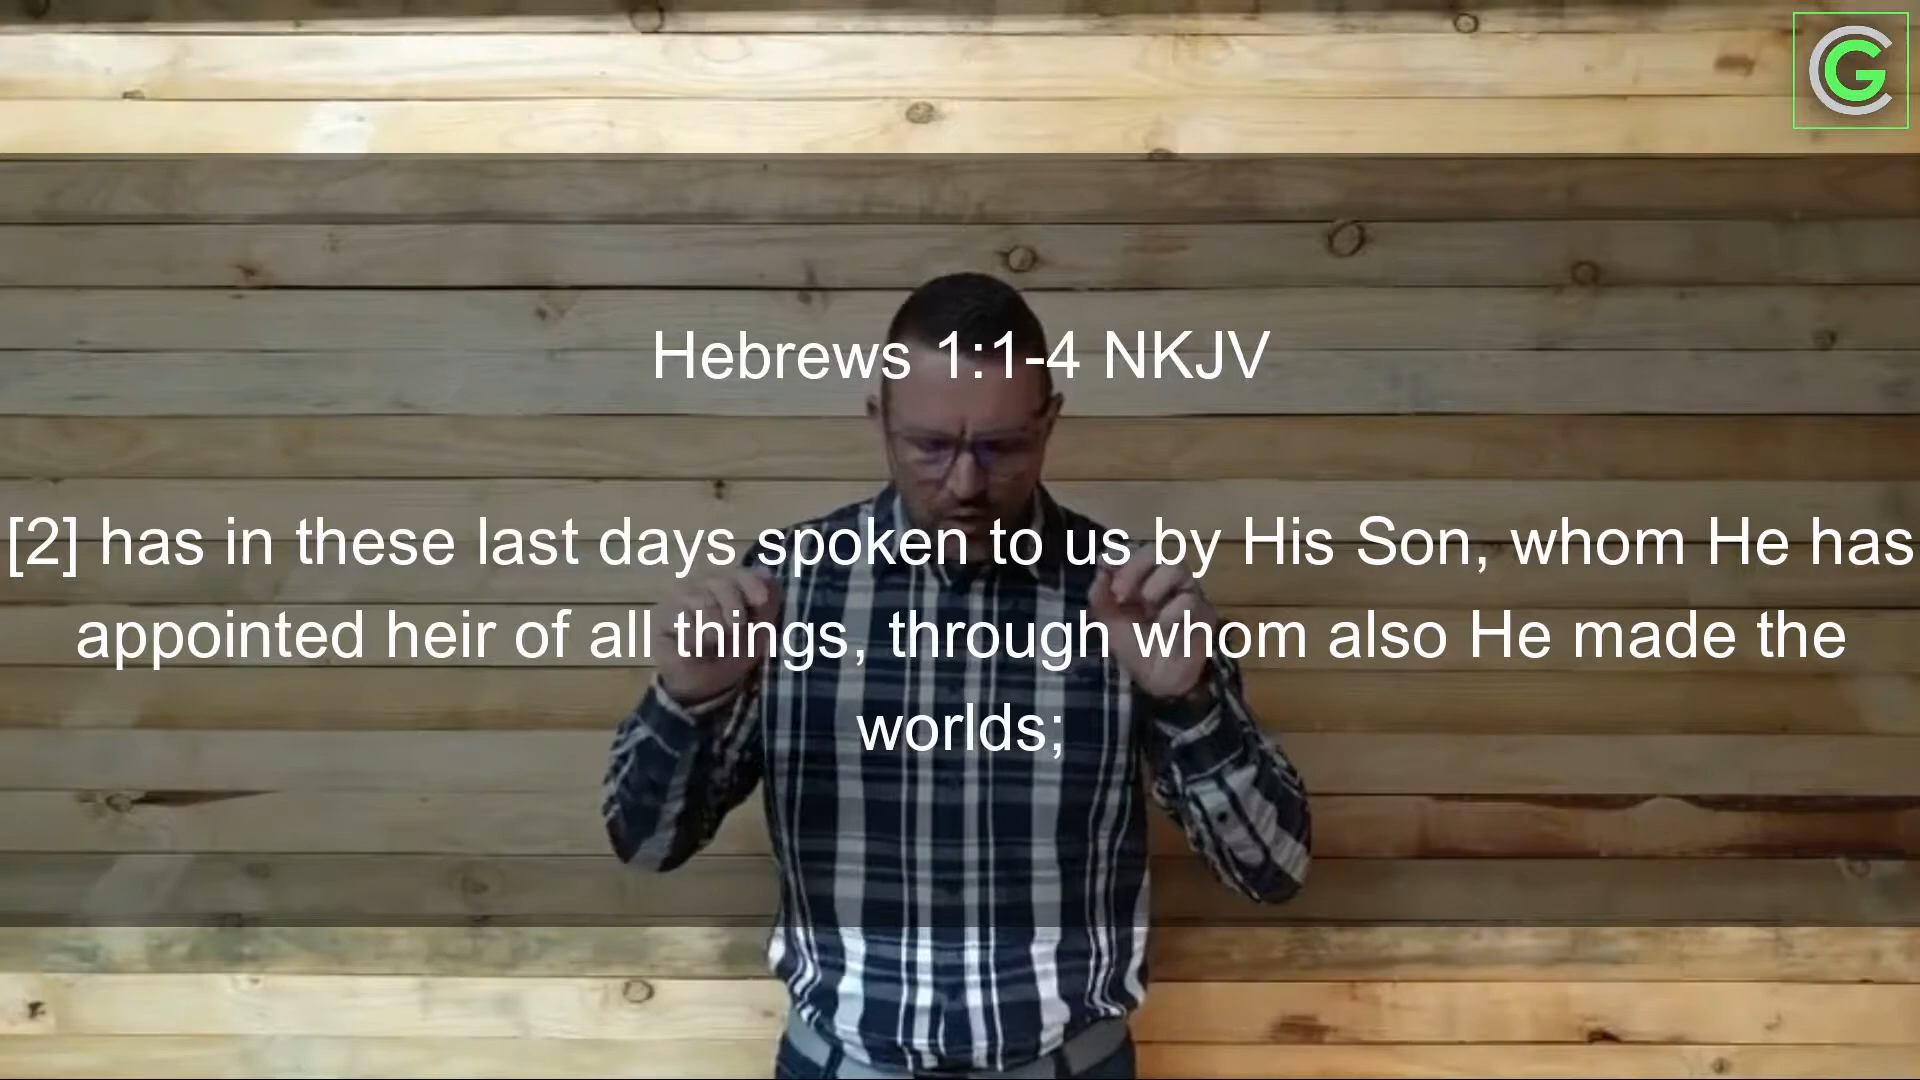 GC
Hebrews 1:1-4 NKJV
[2] has in these last days spoken to us by His Son, whom He has
appointed heir of all things, through whom also He made the
worlds;